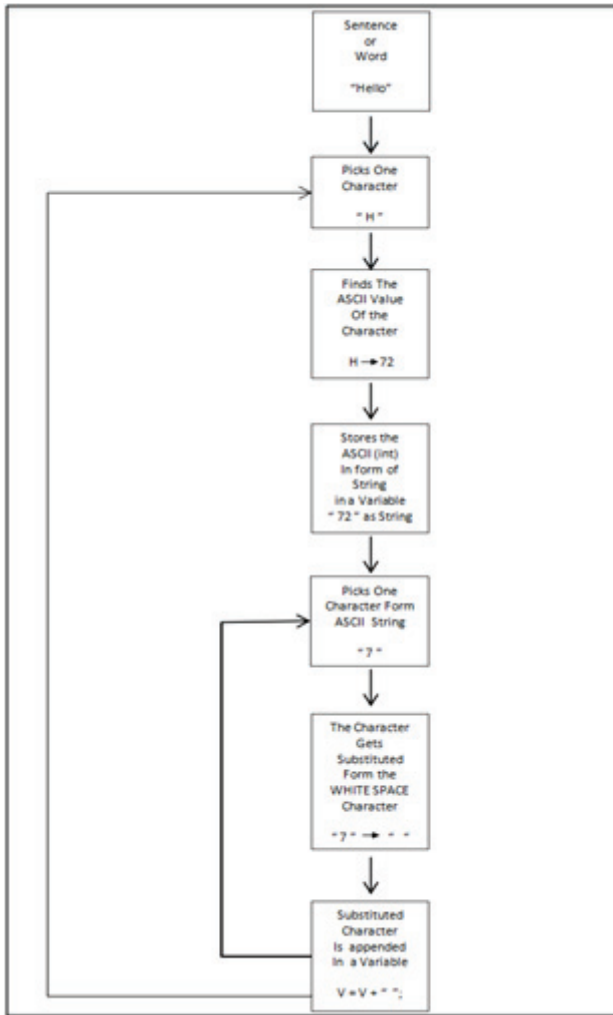 Sentence
or
Word
"Hello"
Picks One
Character
" H "
Finds The
ASCII Value
Of the
Character
H → 72
Stores the
ASCII (int)
In form of
String
in a Variable
" 72 " as String
Picks One
Character Form
ASCII String
" 7 "
The Character
Gets
Substituted
Form the
WHITE SPACE
Character
" 7 " → " "
Substituted
Character
Is appended
In a Variable
V = V + " ";